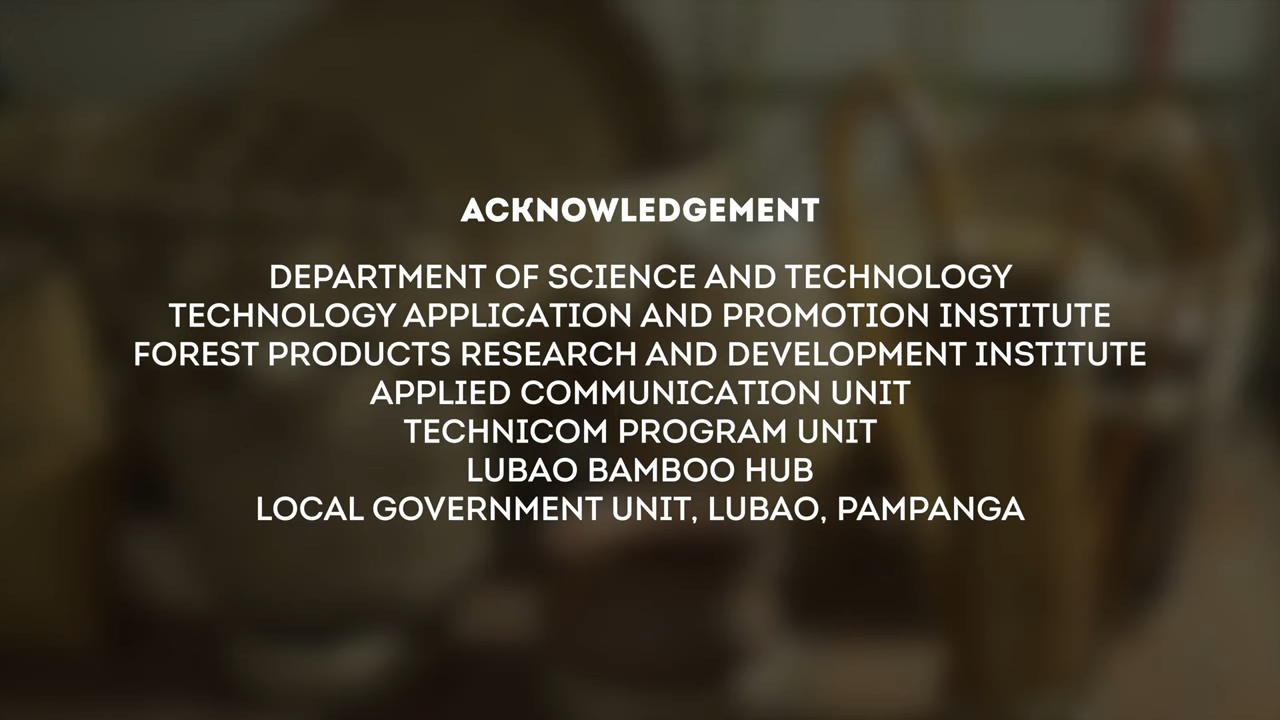 ACKNOWLEDGEMENT
DEPARTMENT OF SCIENCE AND TECHNOLOGY
TECHNOLOGY APPLICATION AND PROMOTION INSTITUTE
FOREST PRODUCTS RESEARCH AND DEVELOPMENT INSTITUTE
APPLIED COMMUNICATION UNIT
TECHNICOM PROGRAM UNIT
LUBAO BAMBOO HUB
LOCAL GOVERNMENT UNIT, LUBAO, PAMPANGA